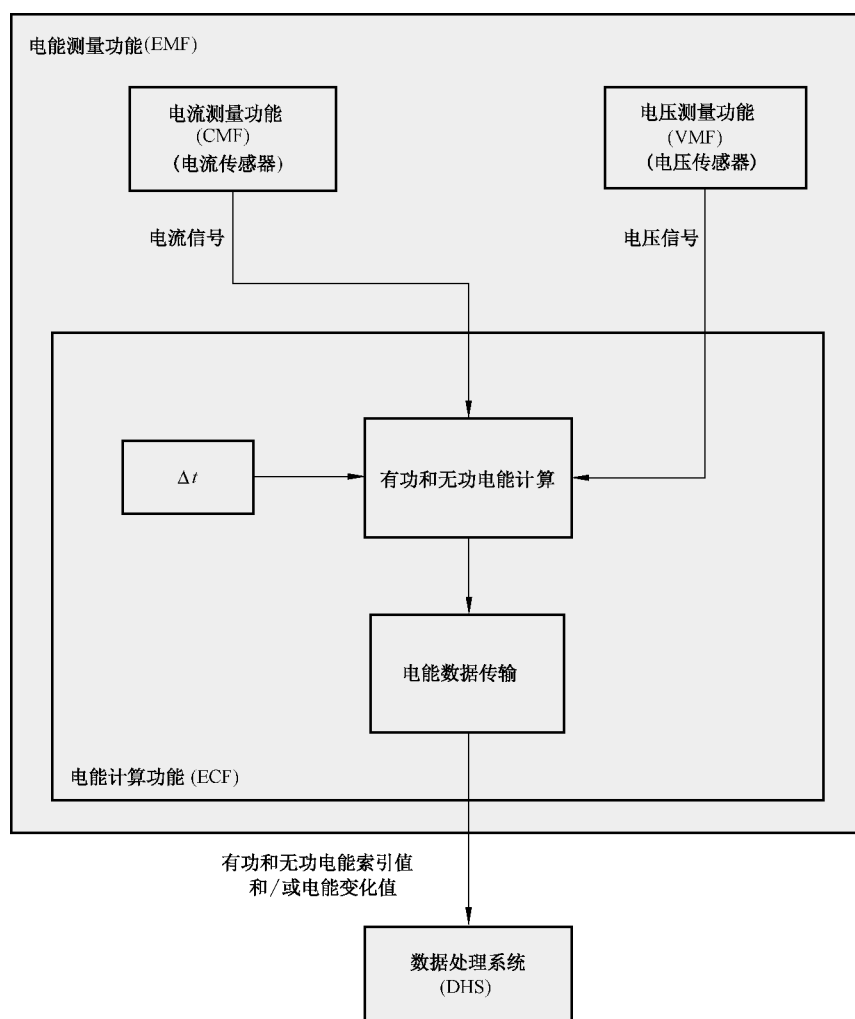 电能测量功能(EMF)
电流测量功能
(CMF)
(电流传感器)
电压测量功能
(VMF)
(电压传感器)
电流信号
电压信号
Δt
有功和无功电能计算
电能数据传输
电能计算功能 (ECF)
有功和无功电能索引值
和/或电能变化值
数据处理系统
(DHS)